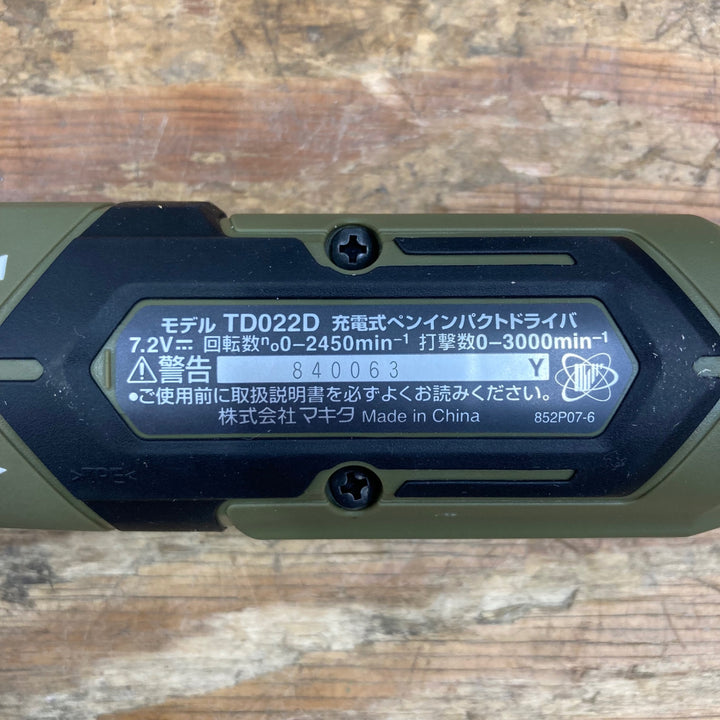 モデル TD022D 充電式ペンインパクトドライバ
7.2V⎓ 回転数n₀0-2450min⁻¹ 打撃数0-3000min⁻¹
⚠警告 840063 Y
●ご使用前に取扱説明書を必ずよくお読みください。
株式会社 マキタ Made in China 852P07-6
>TPE<